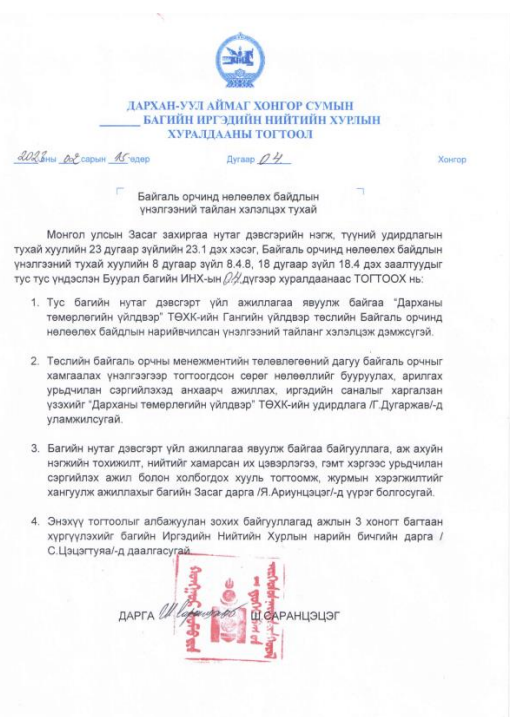 ДАРХАН-УУЛ АЙМАГ ХОНГОР СУМЫН
______ БАГИЙН ИРГЭДИЙН НИЙТИЙН ХУРЛЫН
ХУРАЛДААНЫ ТОГТООЛ
2023 оны 02 сарын 15 өдөр Дугаар 04 Хонгор
Байгаль орчинд нөлөөлөх байдлын
үнэлгээний тайлан хэлэлцэх тухай
Монгол улсын Засаг захиргаа нутаг дэвсгэрийн нэгж, түүний удирдлагын
тухай хуулийн 23 дугаар зүйлийн 23.1 дэх хэсэг, Байгаль орчинд нөлөөлөх байдлын
үнэлгээний тухай хуулийн 8 дугаар зүйл 8.4.8, 18 дугаар зүйл 18.4 дэх заалтуудыг
тус тус үндэслэн Буурал багийн ИНХ-ын 04 дүгээр хуралдаанаас ТОГТООХ нь:
1. Тус багийн нутаг дэвсгэрт үйл ажиллагаа явуулж байгаа “Дарханы
төмөрлөгийн үйлдвэр” ТӨХК-ийн Гангийн үйлдвэр төслийн Байгаль орчинд
нөлөөлөх байдлын нарийвчилсан үнэлгээний тайланг хэлэлцэж дэмжсүгэй.
2. Төслийн байгаль орчны менежментийн төлөвлөгөөний дагуу байгаль орчныг
хамгаалах үнэлгээгээр тогтоогдсон сөрөг нөлөөллийг бууруулах, арилгах
урьдчилан сэргийлэхэд анхаарч ажиллах, иргэдийн саналыг харгалзан
үзэхийг “Дарханы төмөрлөгийн үйлдвэр” ТӨХК-ийн удирдлага /Г.Дугаржав/-д
уламжилсугай.
3. Багийн нутаг дэвсгэрт үйл ажиллагаа явуулж байгаа байгууллага, аж ахуйн
нэгжийн тохижилт, нийтийг хамарсан их цэвэрлэгээ, гэмт хэргээс урьдчилан
сэргийлэх ажил болон холбогдох хууль тогтоомж, журмын хэрэгжилтийг
хангуулж ажиллахыг багийн Засаг дарга /Я.Ариунцэцэг/-д үүрэг болгосугай.
4. Энэхүү тогтоолыг албажуулан зохих байгууллагад ажлын 3 хоногт багтаан
хүргүүлэхийг багийн Иргэдийн Нийтийн Хурлын нарийн бичгийн дарга /
С.Цэцэгтуяа/-д даалгасугай.
ДАРГА Ш.САРАНЦЭЦЭГ